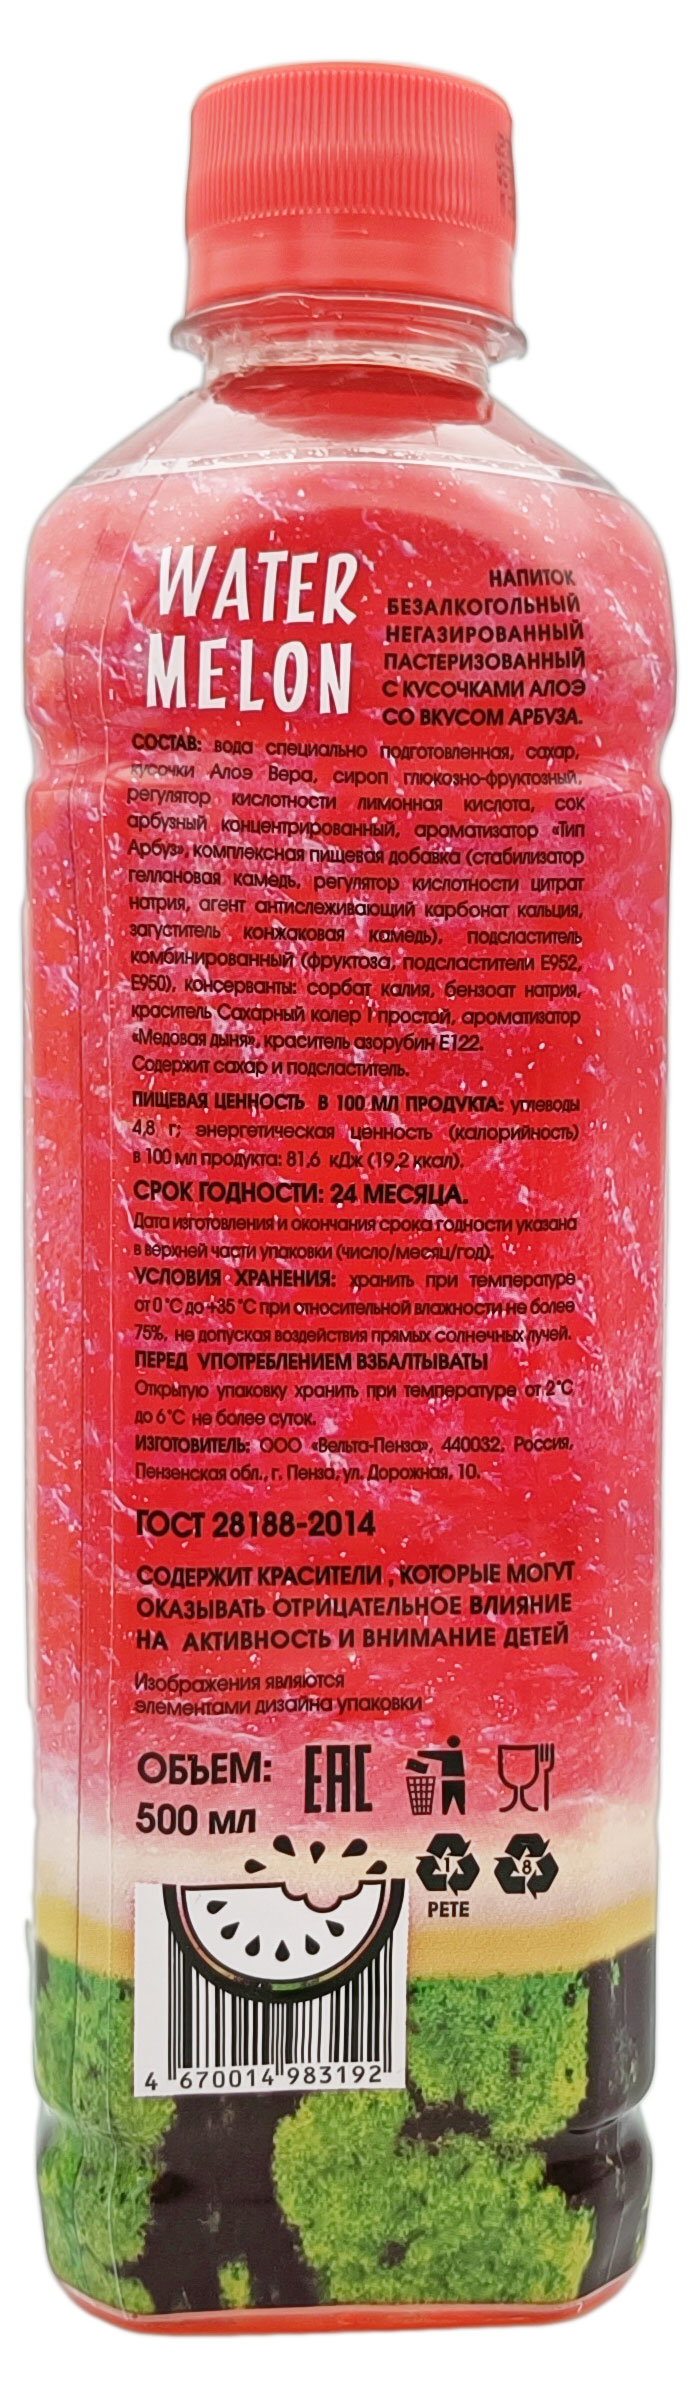 WATER
MELON
НАПИТОК
БЕЗАЛКОГОЛЬНЫЙ
НЕГАЗИРОВАННЫЙ
ПАСТЕРИЗОВАННЫЙ
С КУСОЧКАМИ АЛОЭ
СО ВКУСОМ АРБУЗА.
СОСТАВ: вода специально подготовленная, сахар,
кусочки Алоэ Вера, сироп глюкозно-фруктозный,
регулятор кислотности лимонная кислота, сок
арбузный концентрированный, ароматизатор «Тип
Арбуз», комплексная пищевая добавка (стабилизатор
геллановая камедь, регулятор кислотности цитрат
натрия, агент антислеживающий карбонат кальция,
загуститель конжаковая камедь), подсластитель
комбинированный (фруктоза, подсластители Е952,
Е950), консерванты: сорбат калия, бензоат натрия,
краситель Сахарный колер I простой, ароматизатор
«Медовая дыня», краситель азорубин Е122.
Содержит сахар и подсластитель.
ПИЩЕВАЯ ЦЕННОСТЬ В 100 МЛ ПРОДУКТА: углеводы
4,8 г; энергетическая ценность (калорийность)
в 100 мл продукта: 81,6 кДж (19,2 ккал).
СРОК ГОДНОСТИ: 24 МЕСЯЦА.
Дата изготовления и окончания срока годности указана
в верхней части упаковки (число/месяц/год).
УСЛОВИЯ ХРАНЕНИЯ: хранить при температуре
от 0 °С до +35 °С при относительной влажности не более
75%, не допуская воздействия прямых солнечных лучей.
ПЕРЕД УПОТРЕБЛЕНИЕМ ВЗБАЛТЫВАТЬ!
Открытую упаковку хранить при температуре от 2°С
до 6°С не более суток.
ИЗГОТОВИТЕЛЬ: ООО «Вельта-Пенза», 440032, Россия,
Пензенская обл., г. Пенза, ул. Дорожная, 10.
ГОСТ 28188-2014
СОДЕРЖИТ КРАСИТЕЛИ , КОТОРЫЕ МОГУТ
ОКАЗЫВАТЬ ОТРИЦАТЕЛЬНОЕ ВЛИЯНИЕ
НА АКТИВНОСТЬ И ВНИМАНИЕ ДЕТЕЙ
Изображения являются
элементами дизайна упаковки
ОБЪЕМ:
500 мл
EAC
1
8
PETE
4 670014 983192